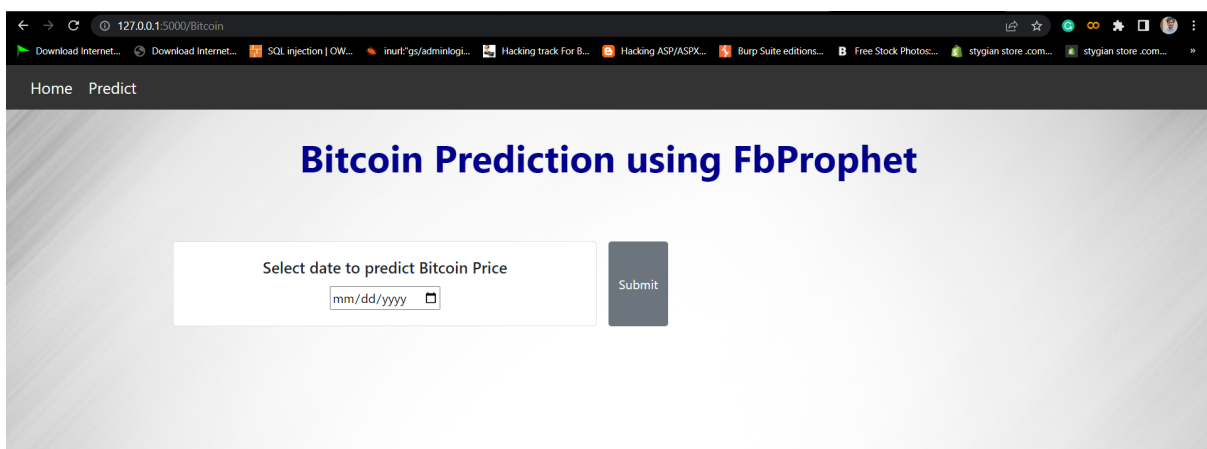 127.0.0.1:5000/Bitcoin
Download Internet... Download Internet... SQL injection | OW... inurl:"gs/adminlogi... Hacking track For B... Hacking ASP/ASPX... Burp Suite editions... B Free Stock Photos:... stygian store .com... stygian store .com... »
Home Predict
Bitcoin Prediction using FbProphet
Select date to predict Bitcoin Price
mm/dd/yyyy
Submit